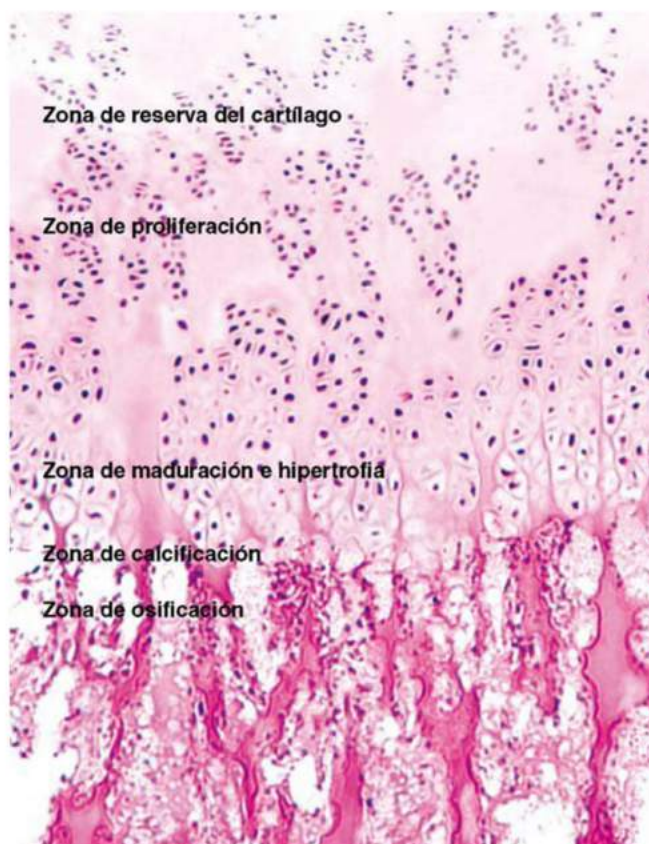 Zona de reserva del cartílago
Zona de proliferación
Zona de maduración e hipertrofia
Zona de calcificación
Zona de osificación